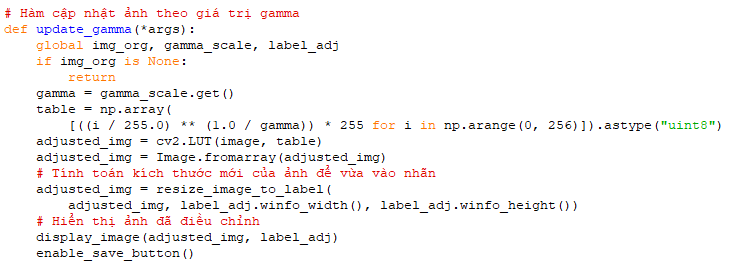 # Hàm cập nhật ảnh theo giá trị gamma
def update_gamma(*args):
    global img_org, gamma_scale, label_adj
    if img_org is None:
        return
    gamma = gamma_scale.get()
    table = np.array(
        [((i / 255.0) ** (1.0 / gamma)) * 255 for i in np.arange(0, 256)]).astype("uint8")
    adjusted_img = cv2.LUT(image, table)
    adjusted_img = Image.fromarray(adjusted_img)
    # Tính toán kích thước mới của ảnh để vừa vào nhãn
    adjusted_img = resize_image_to_label(
        adjusted_img, label_adj.winfo_width(), label_adj.winfo_height())
    # Hiển thị ảnh đã điều chỉnh
    display_image(adjusted_img, label_adj)
    enable_save_button()